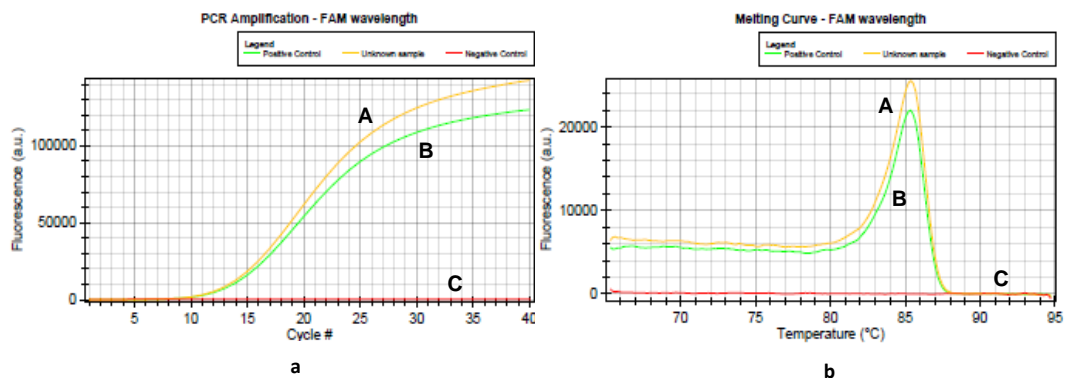 PCR Amplification - FAM wavelength
Legend
Positive Control Unknown sample Negative Control
Fluorescence (a.u.)
100000
50000
0
A
B
C
5 10 15 20 25 30 35 40
Cycle #
a
Melting Curve - FAM wavelength
Legend
Positive Control Unknown sample Negative Control
Fluorescence (a.u.)
20000
10000
0
A
B
C
70 75 80 85 90 95
Temperature (°C)
b